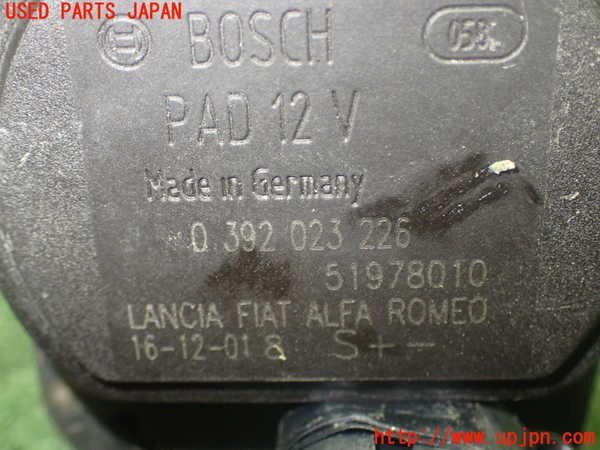 USED PARTS JAPAN
BOSCH
PAD 12 V
Made in Germany
0 392 023 226
51978010
LANCIA FIAT ALFA ROMEO
16-12-01 8 S + -
http://www.upjpn.com/